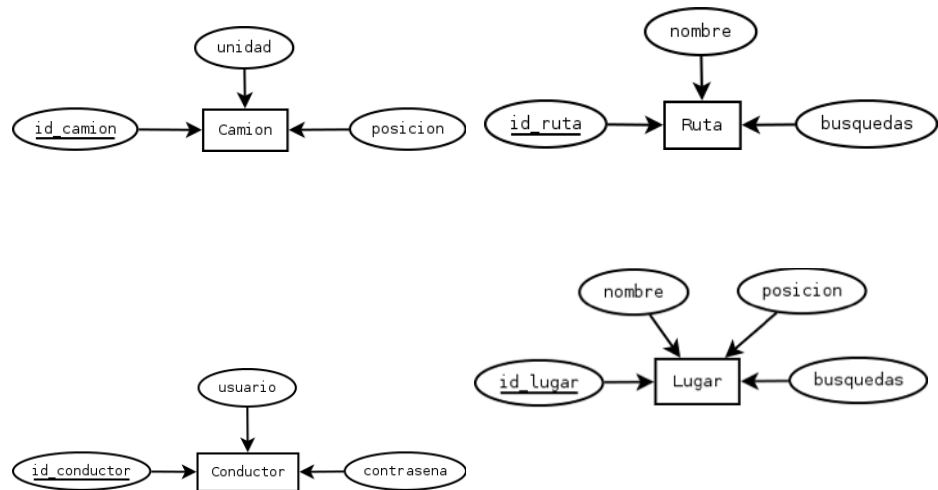 unidad
id_camion
Camion
posicion
nombre
id_ruta
Ruta
busquedas
usuario
id_conductor
Conductor
contrasena
nombre
posicion
id_lugar
Lugar
busquedas